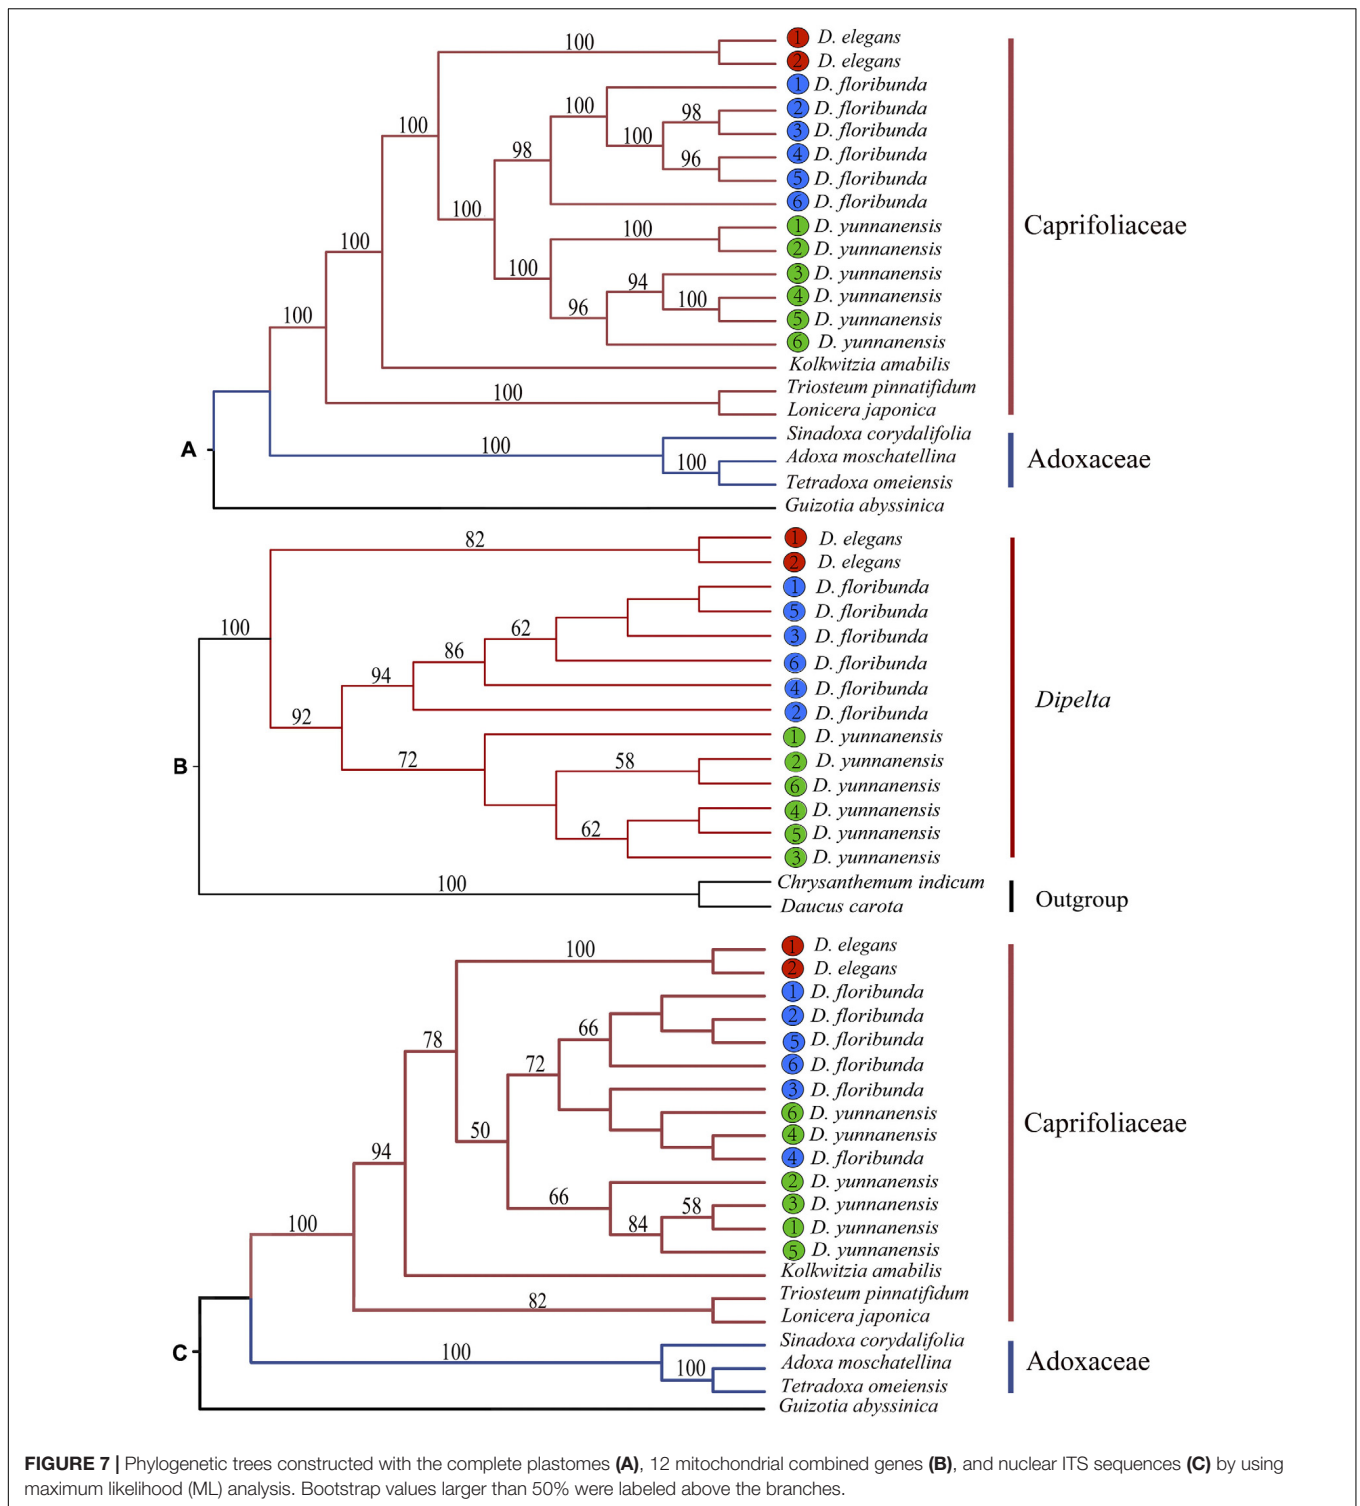 100
1 D. elegans
2 D. elegans
1 D. floribunda
100
2 D. floribunda
98
100
3 D. floribunda
100
98
4 D. floribunda
96
5 D. floribunda
6 D. floribunda
100
1 D. yunnanensis
Caprifoliaceae
100
100
2 D. yunnanensis
100
3 D. yunnanensis
94
4 D. yunnanensis
100
96
100
5 D. yunnanensis
6 D. yunnanensis
Kolkwitzia amabilis
Triosteum pinnatifidum
100
Lonicera japonica
Sinadoxa corydalifolia
A
100
Adoxa moschatellina
Adoxaceae
100
Tetradoxa omeiensis
Guizotia abyssinica
82
1 D. elegans
2 D. elegans
1 D. floribunda
5 D. floribunda
100
62
3 D. floribunda
86
6 D. floribunda
94
4 D. floribunda
Dipelta
92
2 D. floribunda
1 D. yunnanensis
B
72
58
2 D. yunnanensis
6 D. yunnanensis
4 D. yunnanensis
62
5 D. yunnanensis
3 D. yunnanensis
100
Chrysanthemum indicum
Daucus carota
Outgroup
100
1 D. elegans
2 D. elegans
1 D. floribunda
2 D. floribunda
78
66
5 D. floribunda
72
6 D. floribunda
3 D. floribunda
6 D. yunnanensis
Caprifoliaceae
50
4 D. yunnanensis
94
4 D. floribunda
2 D. yunnanensis
66
58
3 D. yunnanensis
100
84
1 D. yunnanensis
5 D. yunnanensis
Kolkwitzia amabilis
82
Triosteum pinnatifidum
Lonicera japonica
Sinadoxa corydalifolia
C
100
Adoxa moschatellina
Adoxaceae
100
Tetradoxa omeiensis
Guizotia abyssinica
FIGURE 7 | Phylogenetic trees constructed with the complete plastomes (A), 12 mitochondrial combined genes (B), and nuclear ITS sequences (C) by using
maximum likelihood (ML) analysis. Bootstrap values larger than 50% were labeled above the branches.